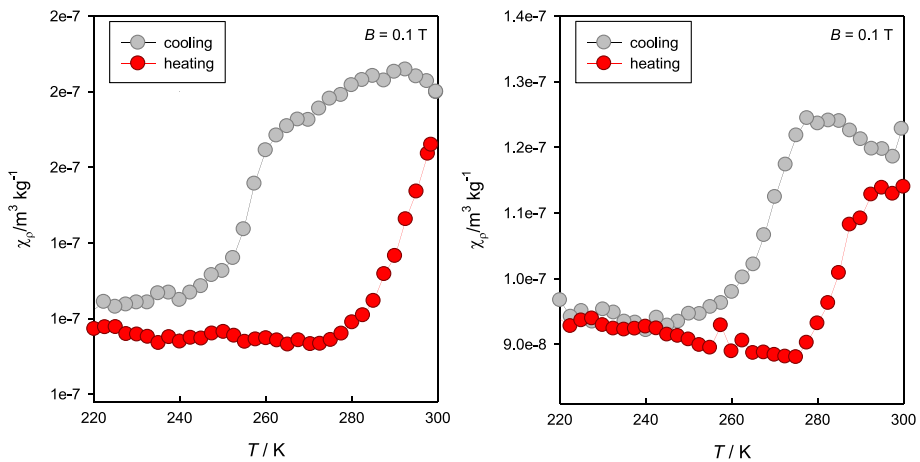 2e-7
cooling
heating
B = 0.1 T
2e-7
2e-7
1e-7
1e-7
1e-7
χρ/m³ kg⁻¹
220 240 260 280 300
T / K
1.4e-7
cooling
heating
B = 0.1 T
1.3e-7
1.2e-7
1.1e-7
1.0e-7
9.0e-8
χρ/m³ kg⁻¹
220 240 260 280 300
T / K